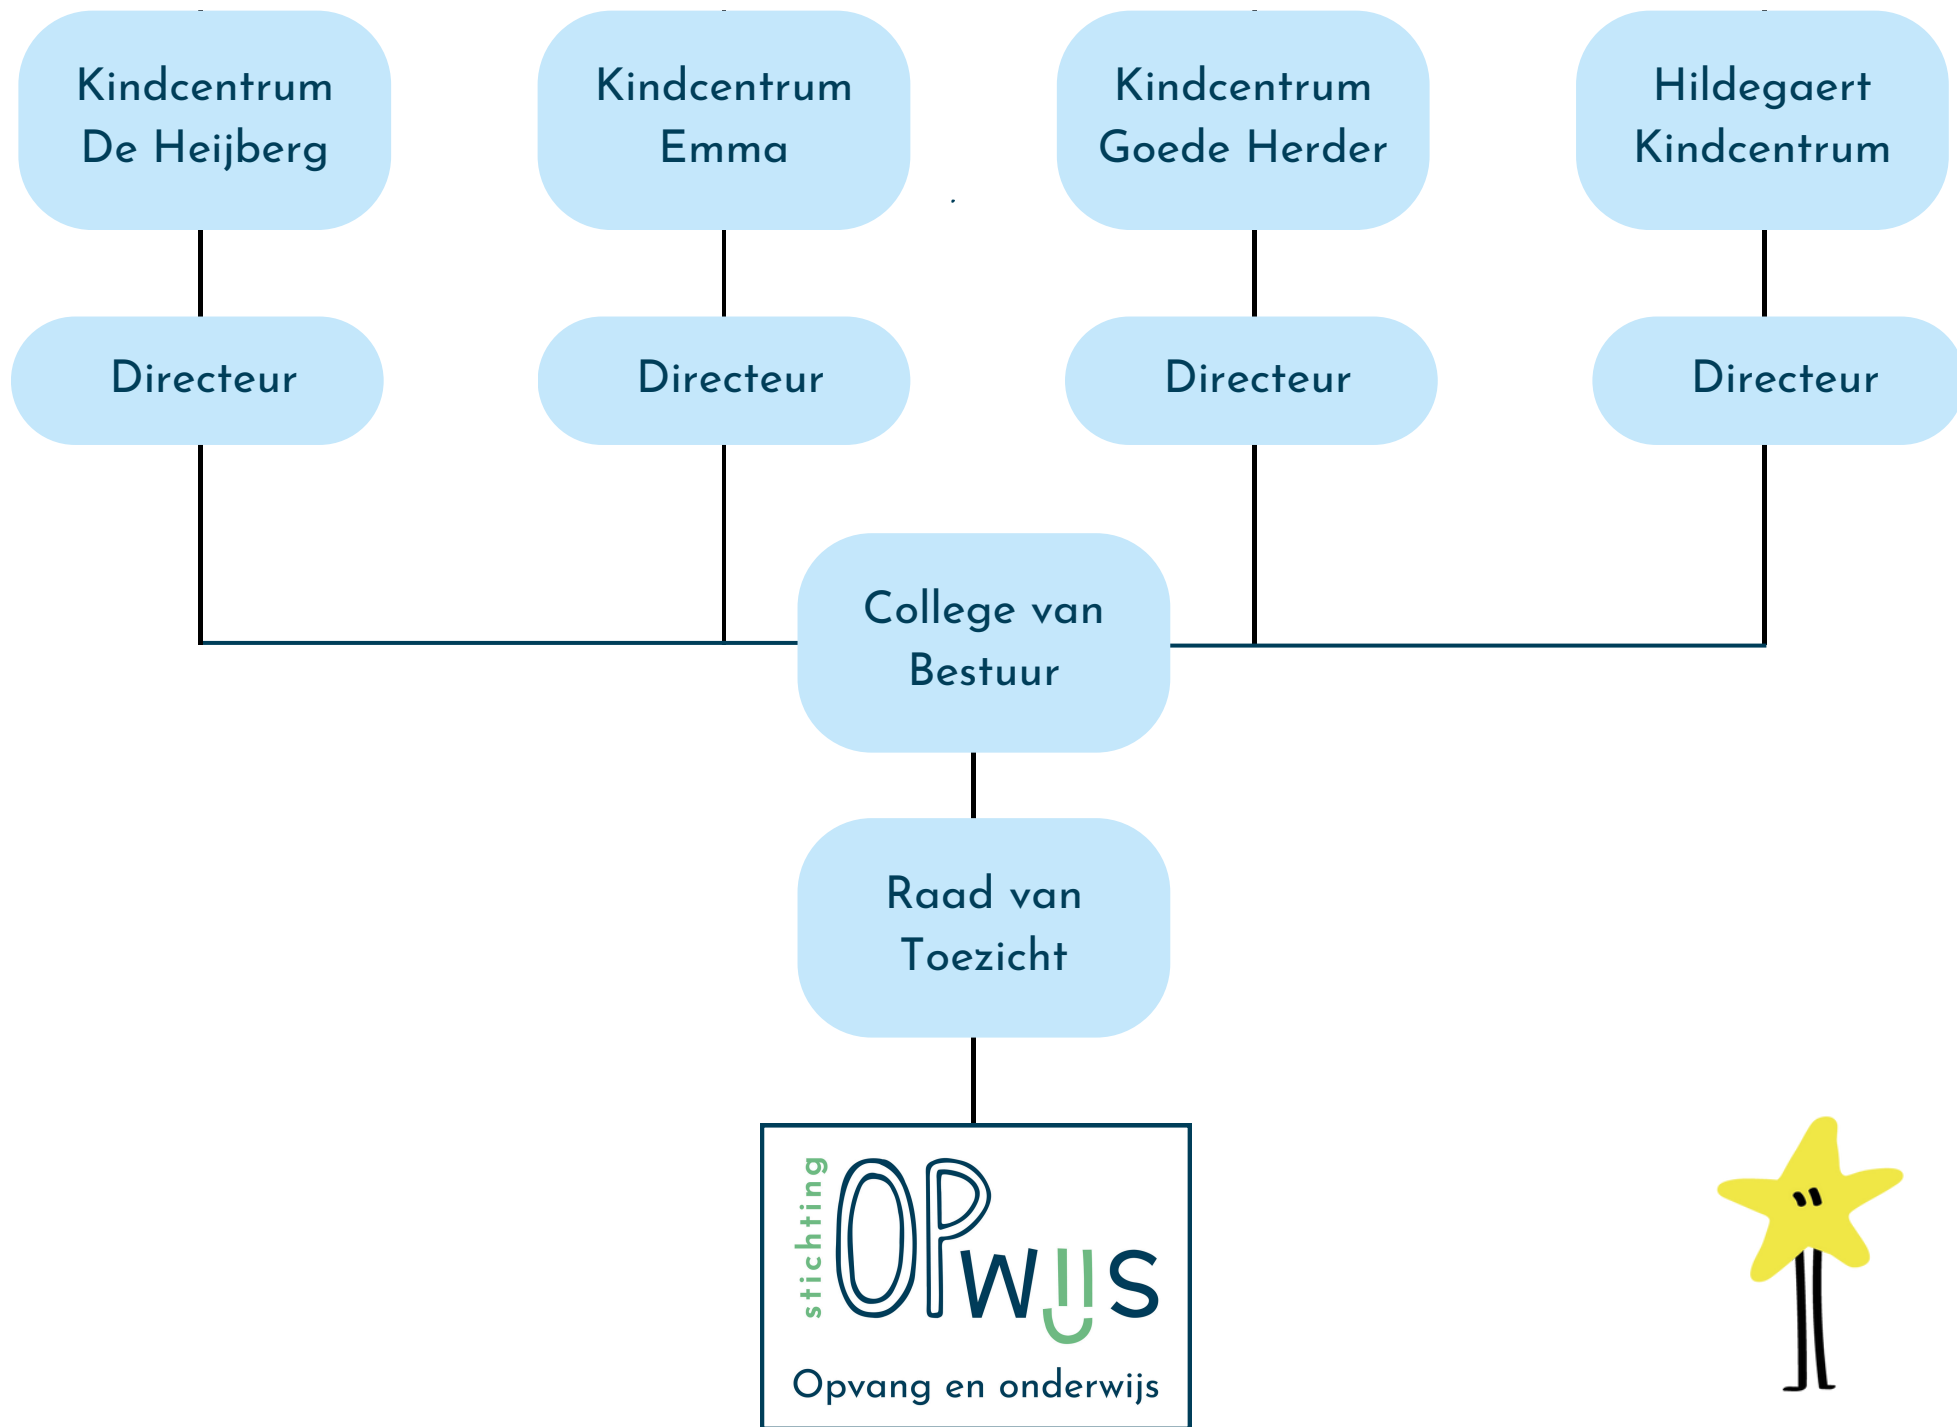 Kindcentrum
De Heijberg
Kindcentrum
Emma
Kindcentrum
Goede Herder
Hildegaert
Kindcentrum
Directeur
Directeur
Directeur
Directeur
College van
Bestuur
Raad van
Toezicht
stichting
OPwijs
Opvang en onderwijs